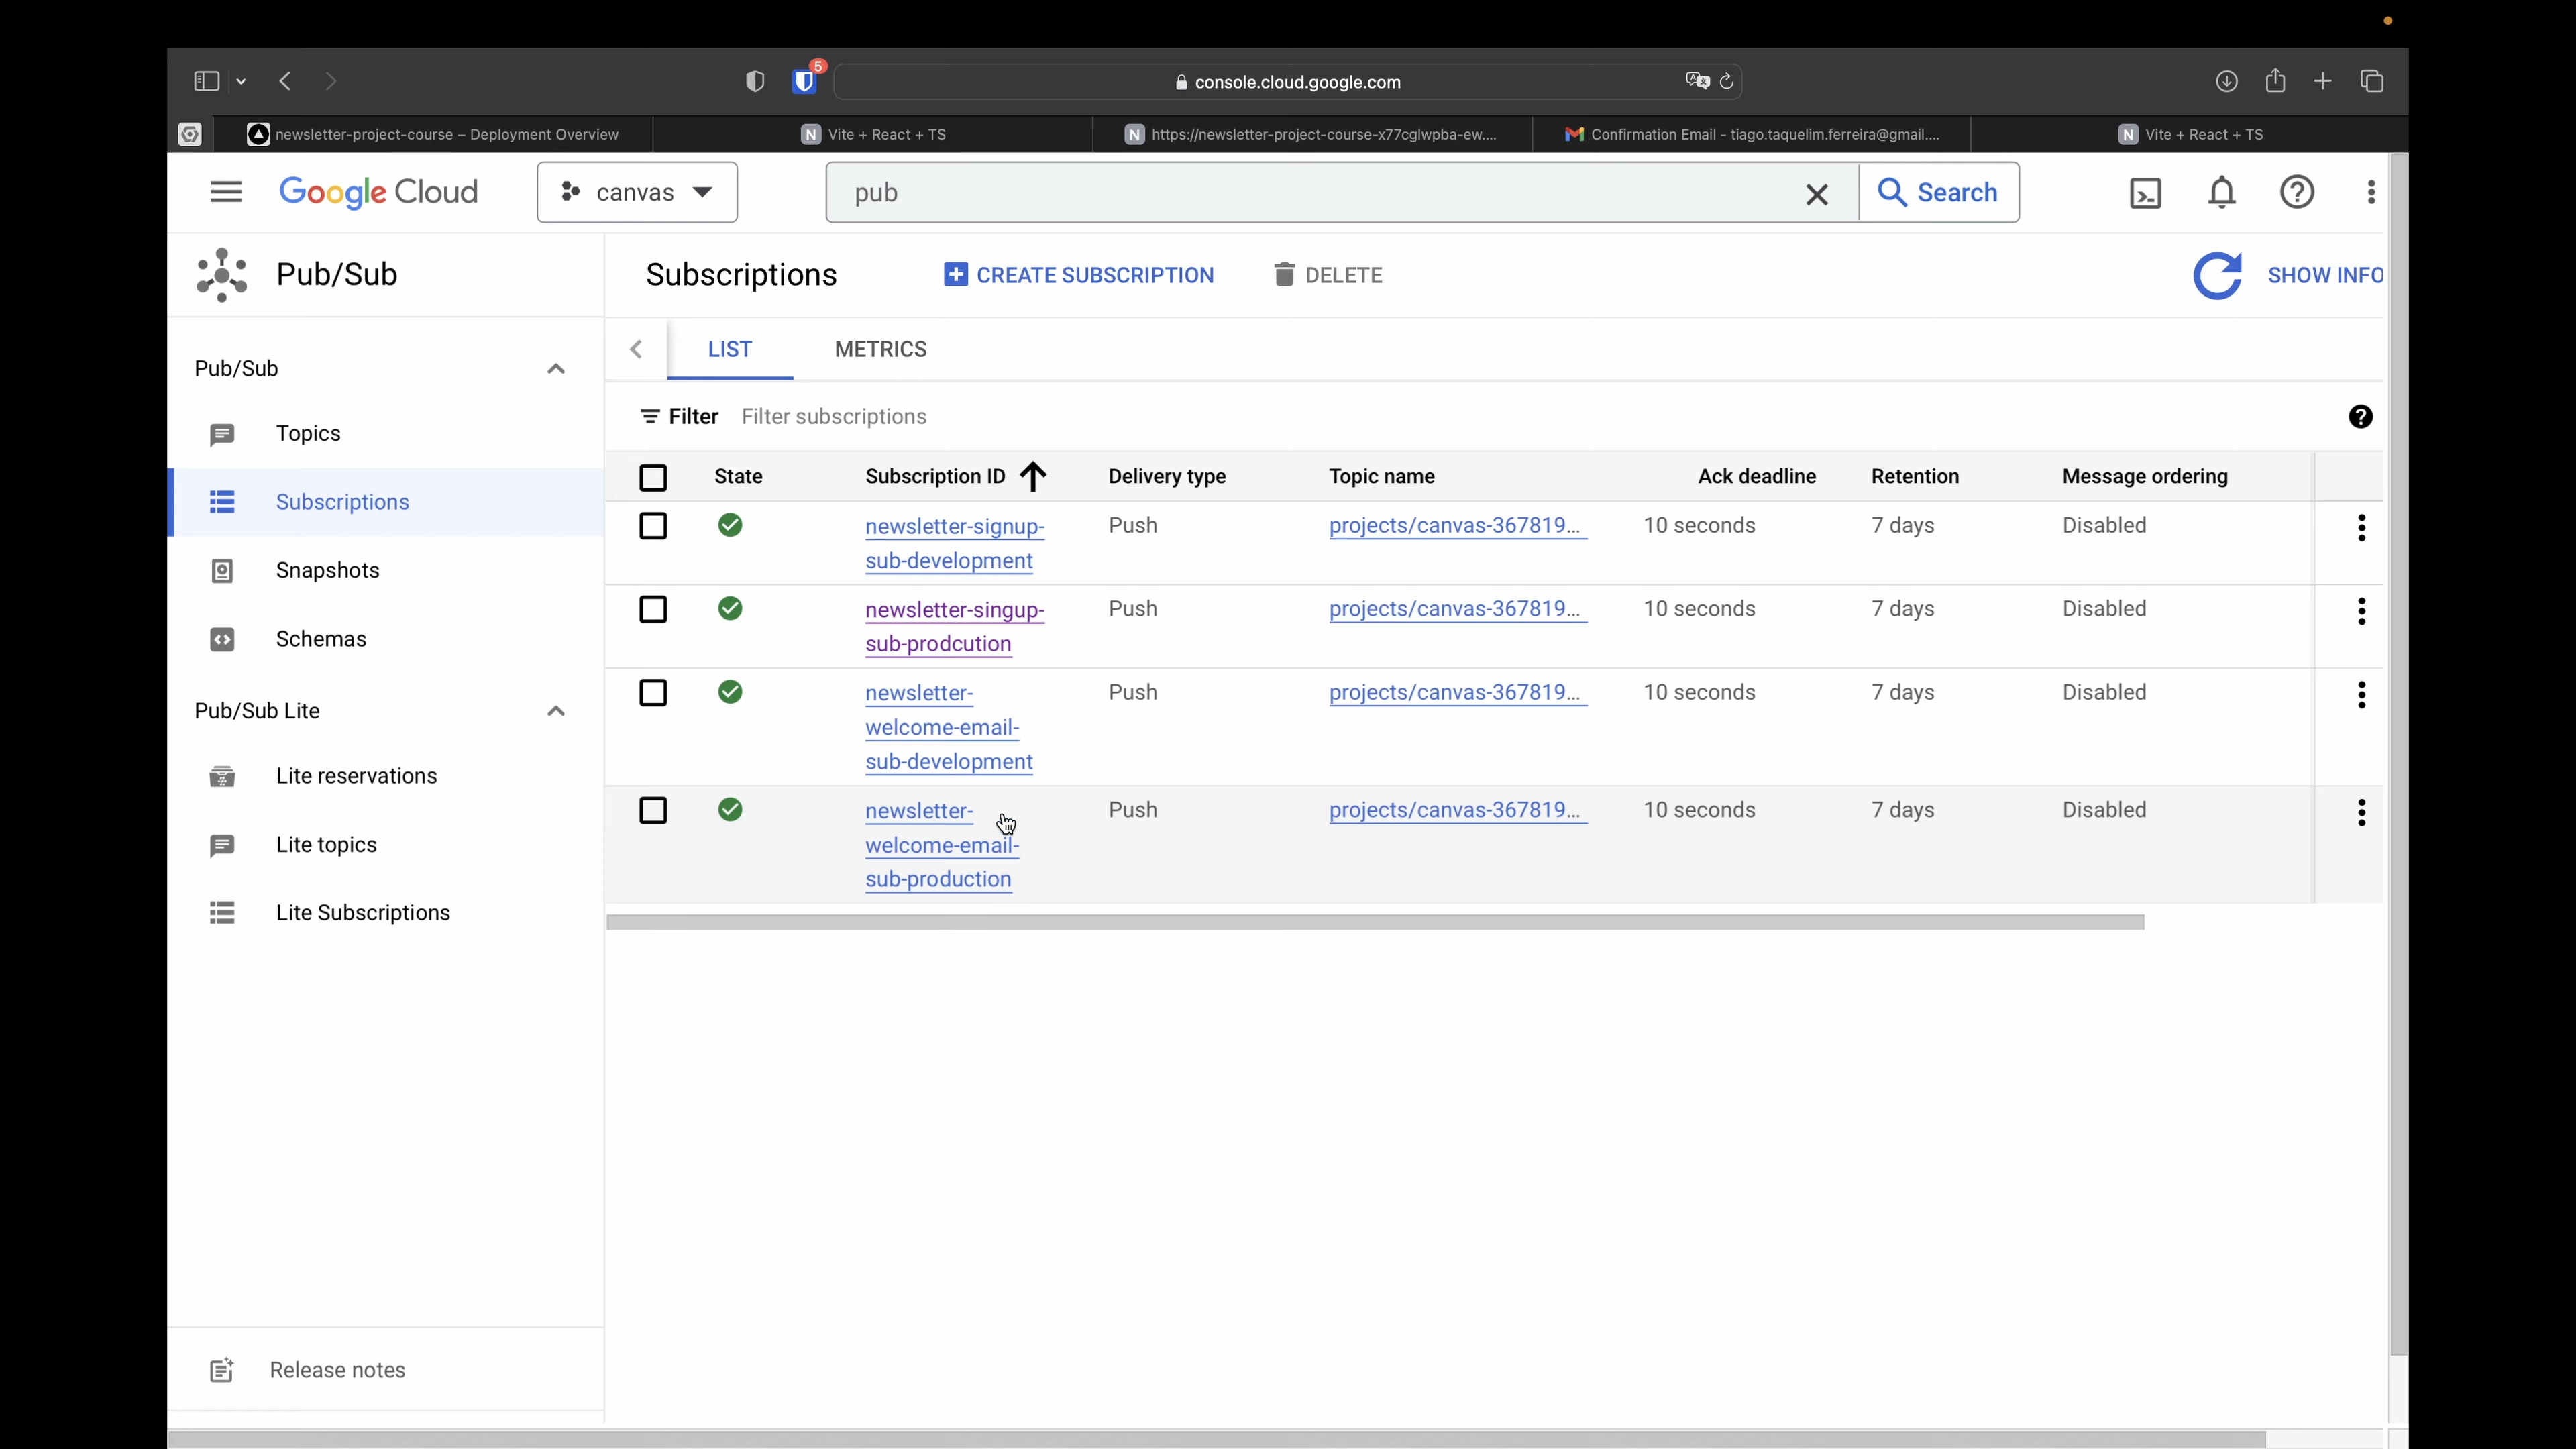 5
console.cloud.google.com
newsletter-project-course – Deployment Overview
N Vite + React + TS
N https://newsletter-project-course-x77cglwpba-ew....
Confirmation Email - tiago.taquelim.ferreira@gmail....
N Vite + React + TS
Google Cloud
canvas
pub
Search
Pub/Sub
Subscriptions
CREATE SUBSCRIPTION
DELETE
SHOW INFO
Pub/Sub
Topics
Subscriptions
Snapshots
Schemas
Pub/Sub Lite
Lite reservations
Lite topics
Lite Subscriptions
Release notes
LIST
METRICS
Filter Filter subscriptions
State Subscription ID Delivery type Topic name Ack deadline Retention Message ordering
newsletter-signup- Push projects/canvas-367819... 10 seconds 7 days Disabled
sub-development
newsletter-singup- Push projects/canvas-367819... 10 seconds 7 days Disabled
sub-prodcution
newsletter- Push projects/canvas-367819... 10 seconds 7 days Disabled
welcome-email-
sub-development
newsletter- Push projects/canvas-367819... 10 seconds 7 days Disabled
welcome-email-
sub-production